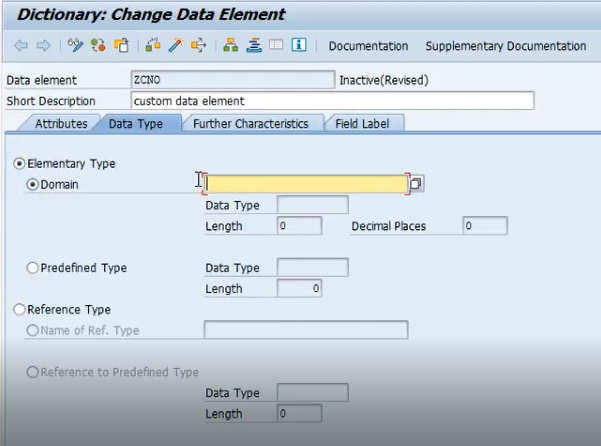 Dictionary: Change Data Element
Documentation Supplementary Documentation
Data element ZCNO Inactive(Revised)
Short Description custom data element
Attributes Data Type Further Characteristics Field Label
Elementary Type
Domain
Data Type
Length 0 Decimal Places 0
Predefined Type Data Type
Length 0
Reference Type
Name of Ref. Type
Reference to Predefined Type
Data Type
Length 0